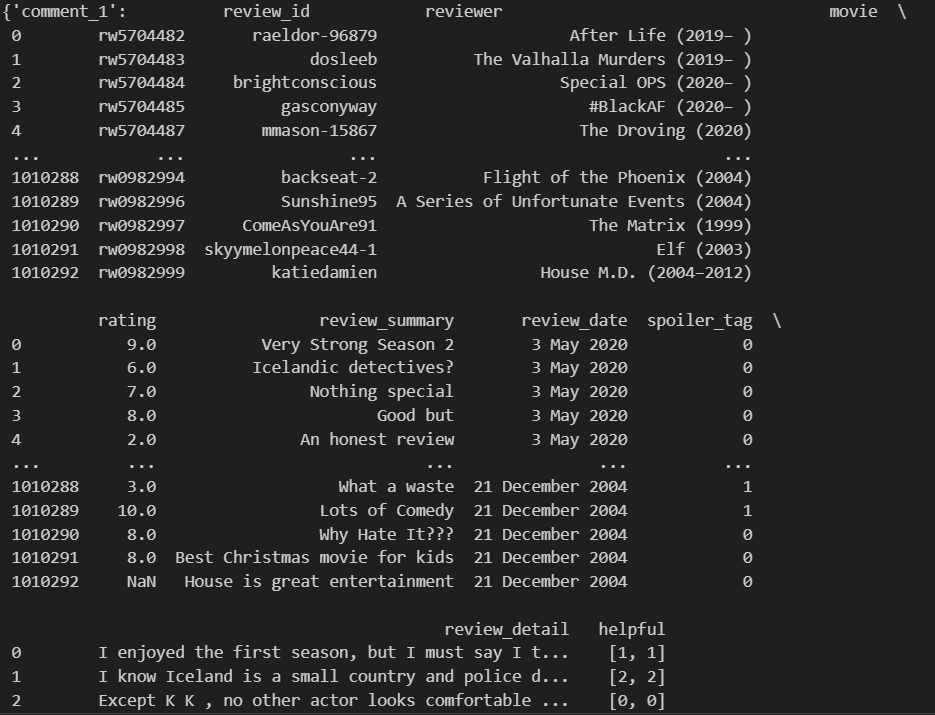 {'comment_1':          review_id            reviewer                                  movie  \
0        rw5704482       raeldor-96879                    After Life (2019– )
1        rw5704483             dosleeb          The Valhalla Murders (2019– )
2        rw5704484     brightconscious                   Special OPS (2020– )
3        rw5704485          gasconyway                      #BlackAF (2020– )
4        rw5704487        mmason-15867                     The Droving (2020)
...            ...                 ...                                    ...
1010288  rw0982994          backseat-2           Flight of the Phoenix (2004)
1010289  rw0982996          Sunshine95  A Series of Unfortunate Events (2004)
1010290  rw0982997      ComeAsYouAre91                      The Matrix (1999)
1010291  rw0982998  skyymelonpeace44-1                             Elf (2003)
1010292  rw0982999         katiedamien                 House M.D. (2004–2012)
         rating                 review_summary       review_date  spoiler_tag  \
0           9.0           Very Strong Season 2        3 May 2020            0
1           6.0          Icelandic detectives?        3 May 2020            0
2           7.0                Nothing special        3 May 2020            0
3           8.0                       Good but        3 May 2020            0
4           2.0               An honest review        3 May 2020            0
...         ...                            ...               ...          ...
1010288     3.0                   What a waste  21 December 2004            1
1010289    10.0                 Lots of Comedy  21 December 2004            1
1010290     8.0                 Why Hate It???  21 December 2004            0
1010291     8.0  Best Christmas movie for kids  21 December 2004            0
1010292     NaN   House is great entertainment  21 December 2004            0
                                             review_detail   helpful
0        I enjoyed the first season, but I must say I t...    [1, 1]
1        I know Iceland is a small country and police d...    [2, 2]
2        Except K K , no other actor looks comfortable ...    [0, 0]